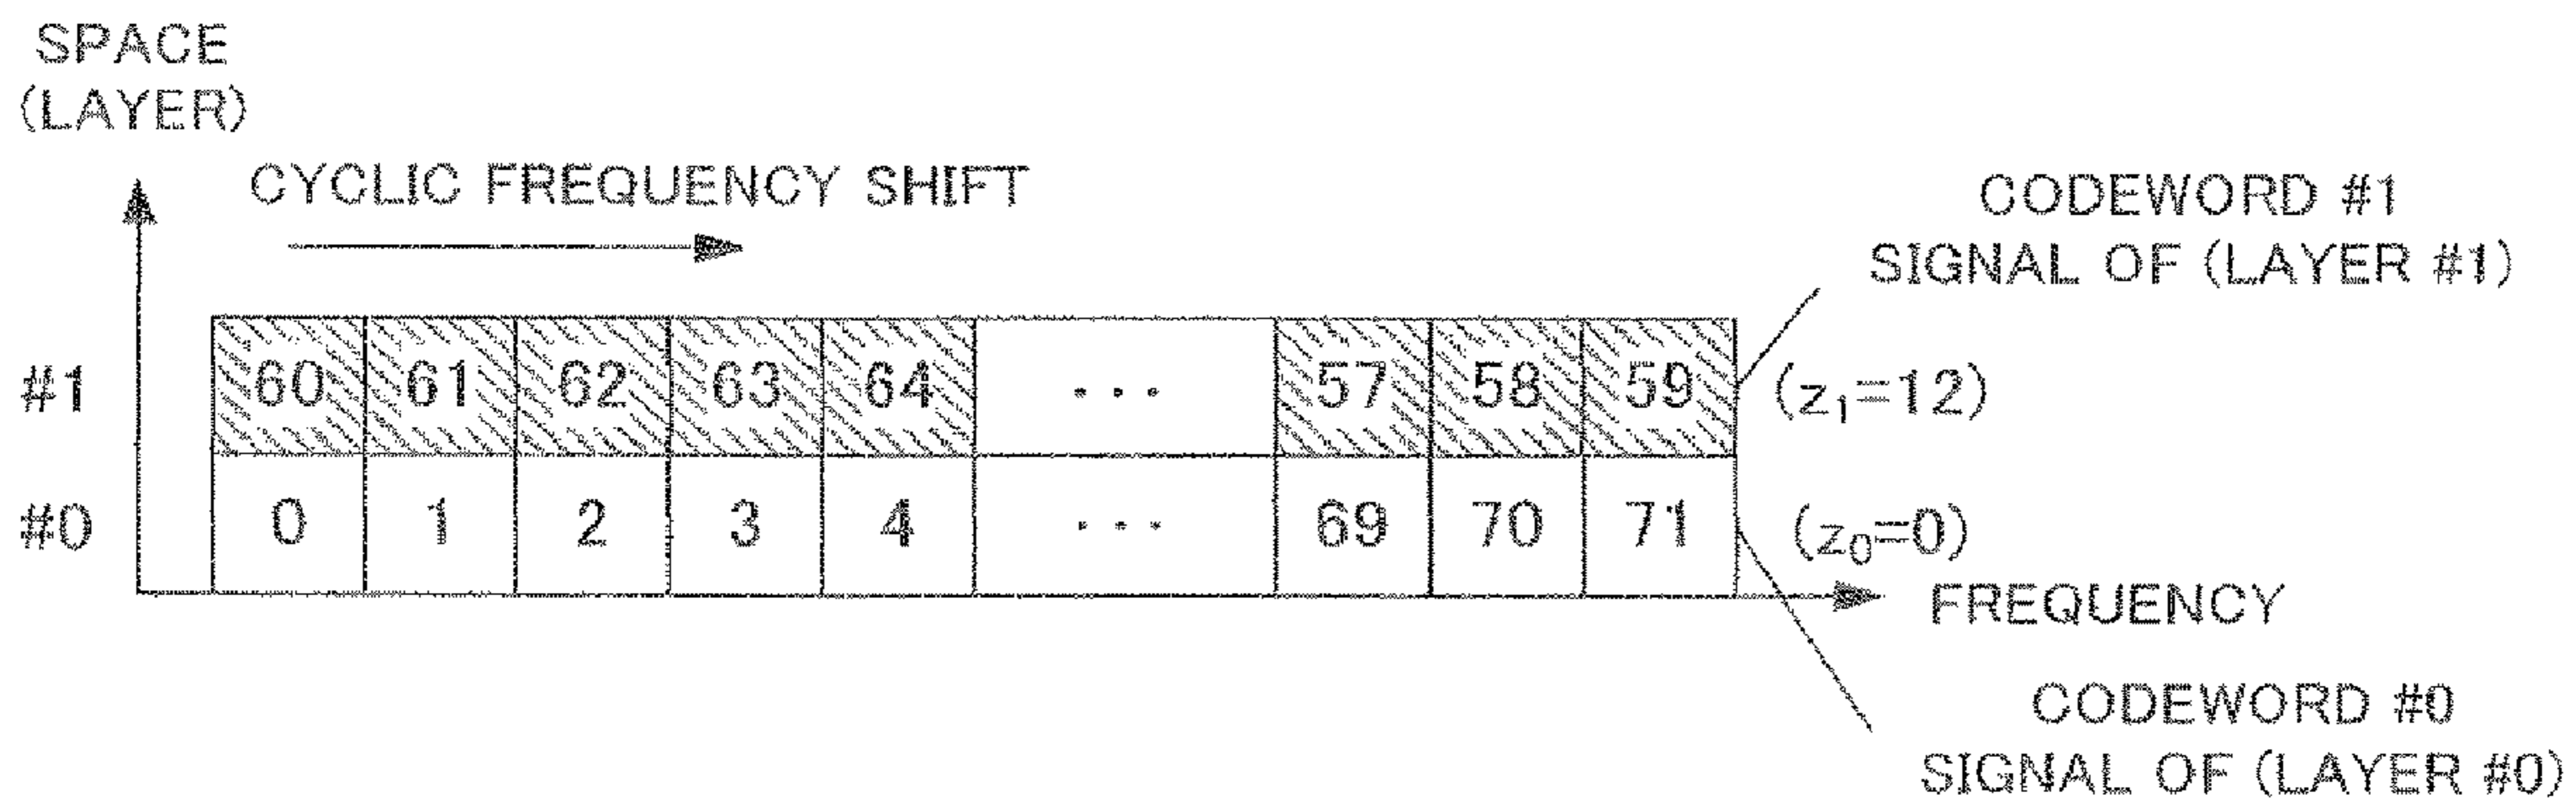 SPACE
(LAYER)
CYCLIC FREQUENCY SHIFT
CODEWORD #1
SIGNAL OF (LAYER #1)
#1 60 61 62 63 64 ... 57 58 59 (z1=12)
#0 0 1 2 3 4 ... 69 70 71 (z0=0)
FREQUENCY
CODEWORD #0
SIGNAL OF (LAYER #0)